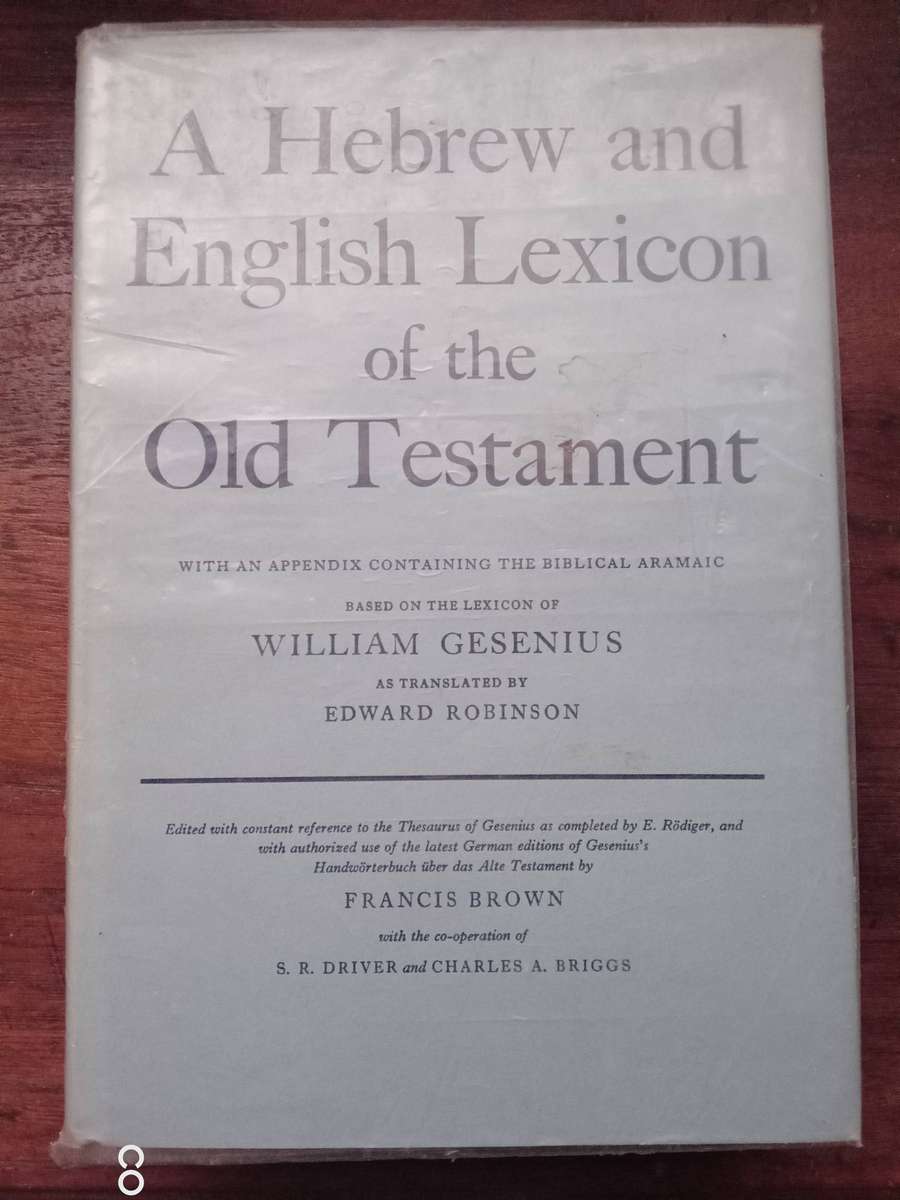 A Hebrew and
English Lexicon
of the
Old Testament
WITH AN APPENDIX CONTAINING THE BIBLICAL ARAMAIC
BASED ON THE LEXICON OF
WILLIAM GESENIUS
AS TRANSLATED BY
EDWARD ROBINSON
Edited with constant reference to the Thesaurus of Gesenius as completed by E. Rödiger, and
with authorized use of the latest German editions of Gesenius's
Handwörterbuch über das Alte Testament by
FRANCIS BROWN
with the co-operation of
S. R. DRIVER and CHARLES A. BRIGGS